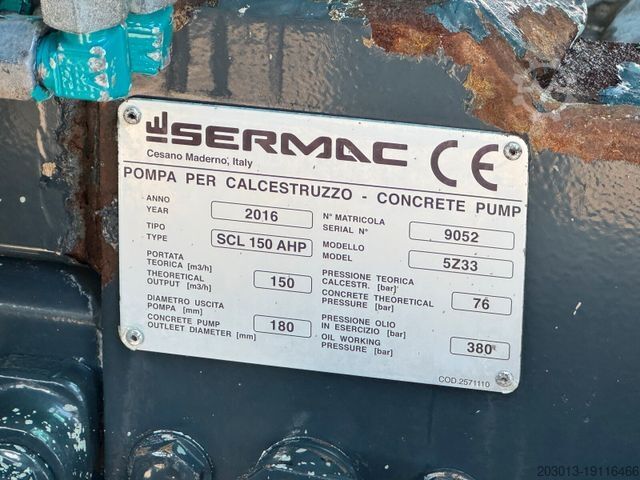 SERMAC CE
Cesano Maderno, Italy
POMPA PER CALCESTRUZZO - CONCRETE PUMP
ANNO
YEAR
2016
N° MATRICOLA
SERIAL N°
9052
TIPO
TYPE
SCL 150 AHP
MODELLO
MODEL
5Z33
PORTATA
TEORICA [m3/h]
THEORETICAL
OUTPUT [m3/h]
150
PRESSIONE TEORICA
CALCESTR. [bar]
CONCRETE THEORETICAL
PRESSURE [bar]
76
DIAMETRO USCITA
POMPA [mm]
CONCRETE PUMP
OUTLEET DIAMETER [mm]
180
PRESSIONE OLIO
IN ESERCIZIO [bar]
OIL WORKING
PRESSURE [bar]
380
COD.2571110
203013-19116466